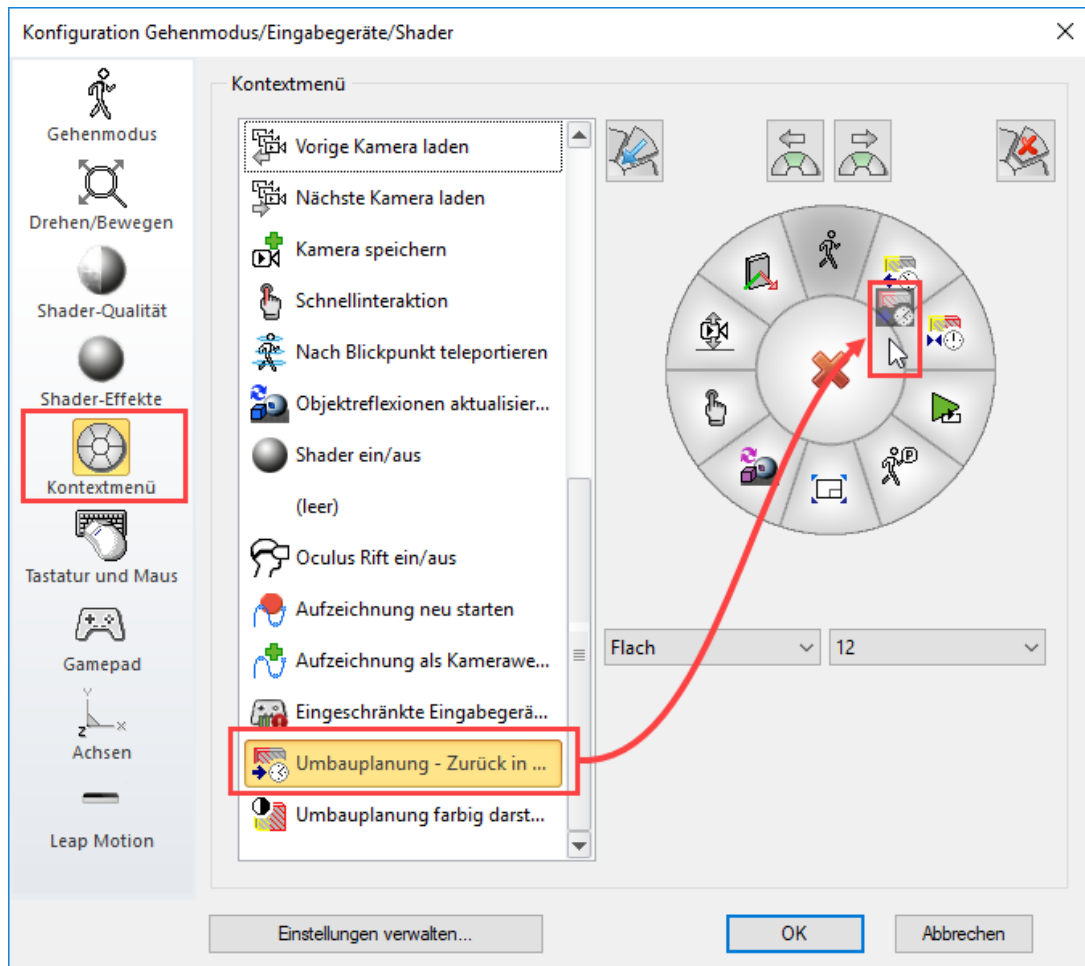 Konfiguration Gehenmodus/Eingabegeräte/Shader
Gehenmodus
Drehen/Bewegen
Shader-Qualität
Shader-Effekte
Kontextmenü
Tastatur und Maus
Gamepad
Y
X
Z
Achsen
Leap Motion
Kontextmenü
Vorige Kamera laden
Nächste Kamera laden
Kamera speichern
Schnellinteraktion
Nach Blickpunkt teleportieren
Objektreflexionen aktualisier...
Shader ein/aus
(leer)
Oculus Rift ein/aus
Aufzeichnung neu starten
Aufzeichnung als Kamerawe...
Eingeschränkte Eingabegerä...
Umbauplanung - Zurück in ...
Umbauplanung farbig darst...
P
Flach
12
Einstellungen verwalten...
OK
Abbrechen